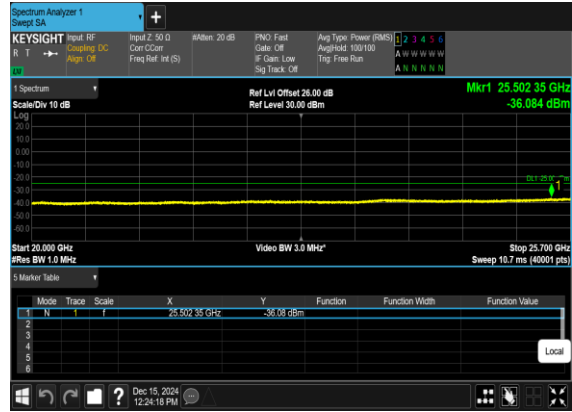 Spectrum Analyzer 1
Swept SA
+
KEYSIGHT Input: RF Input Z: 50 Ω #Atten: 20 dB PNO: Fast Avg Type: Power (RMS) 1 2 3 4 5 6
R T Coupling: DC Corr CCorr Gate: Off Avg|Hold: 100/100 A W W W W W
Align: Off Freq Ref: Int (S) IF Gain: Low Trig: Free Run
Sig Track: Off A N N N N N
1 Spectrum Ref Lvl Offset 26.00 dB Mkr1 25.502 35 GHz
Scale/Div 10 dB Ref Level 30.00 dBm -36.084 dBm
Log
20.0
10.0
0.00
-10.0
-20.0
-30.0 1
-40.0
-50.0
-60.0
Start 20.000 GHz Video BW 3.0 MHz* Stop 25.700 GHz
#Res BW 1.0 MHz Sweep 10.7 ms (40001 pts)
5 Marker Table
Mode Trace Scale X Y Function Function Width Function Value
1 N 1 f 25.502 35 GHz -36.08 dBm
2
3
4
5
6
Local
? Dec 15, 2024
12:24:18 PM